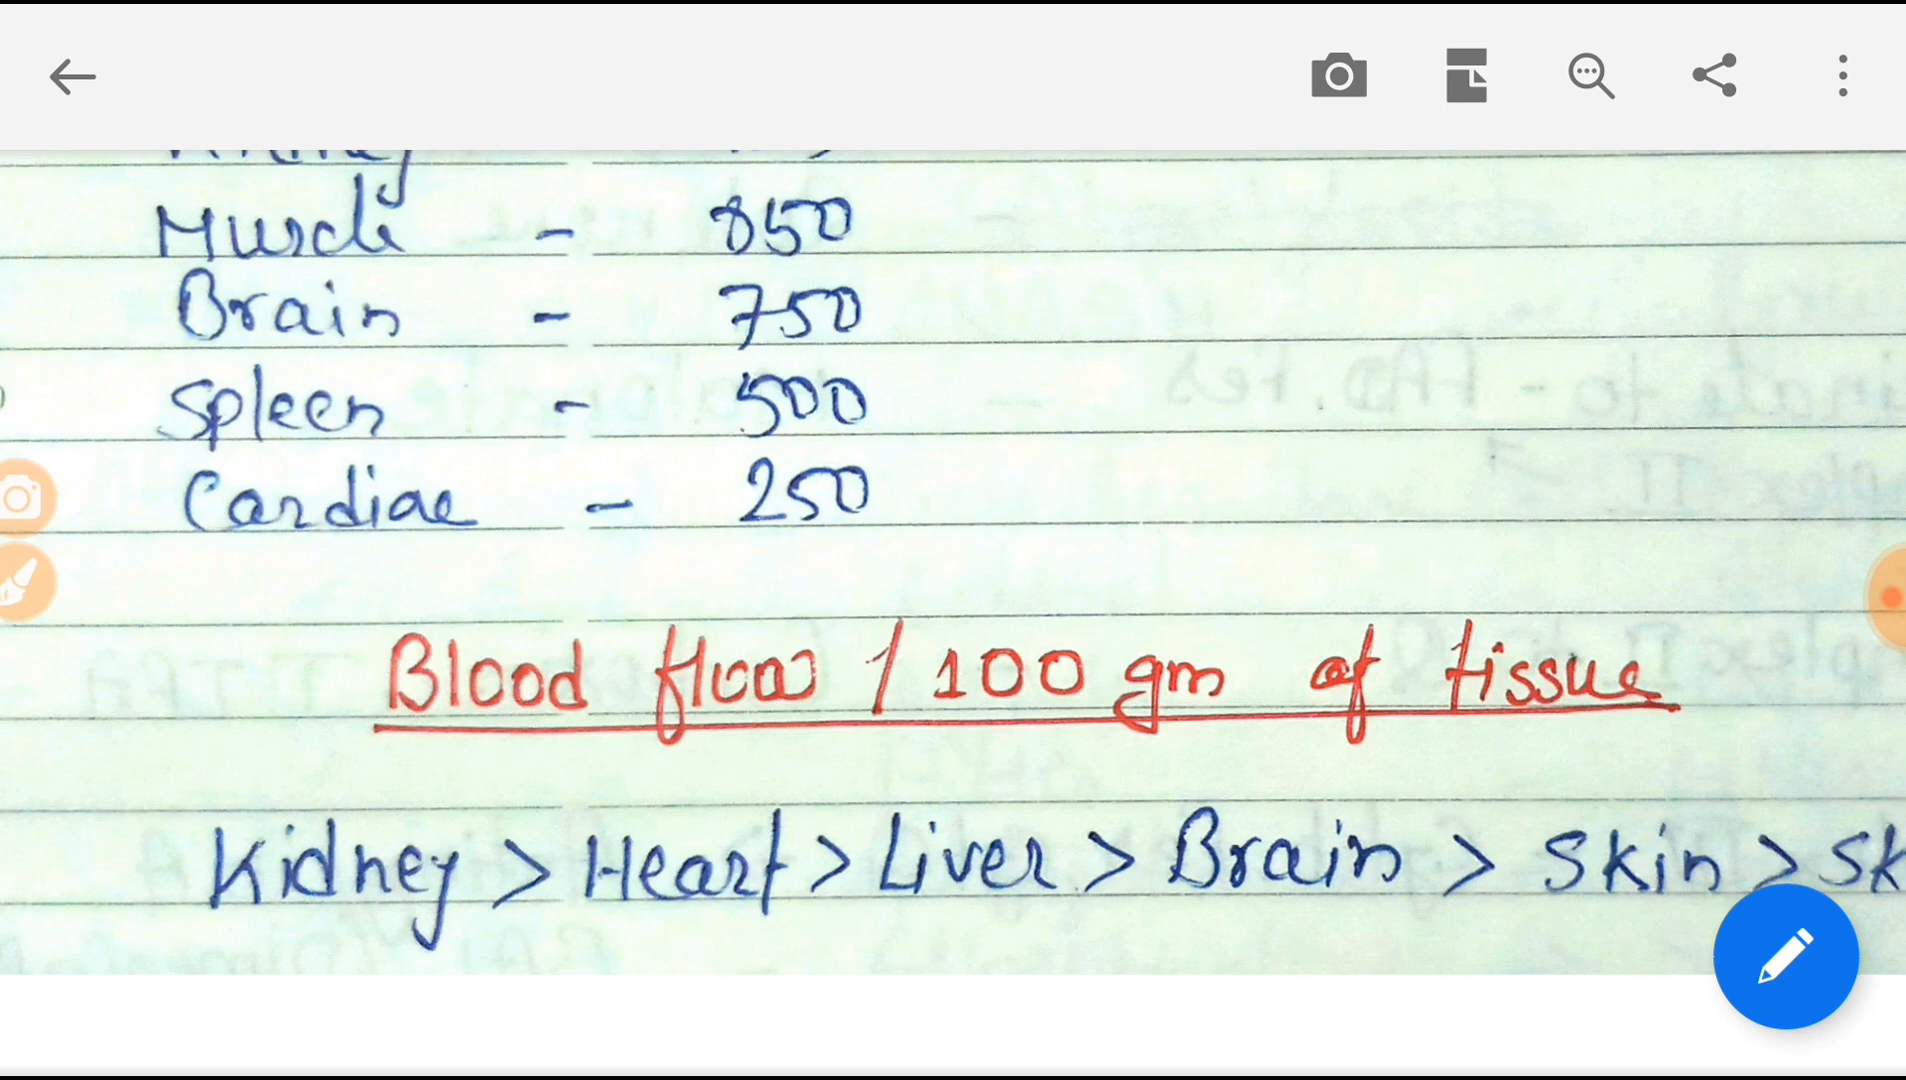 Kidney
Muscle - 850
Brain - 750
Spleen - 500
Cardiac - 250
Blood flow / 100 gm of tissue
Kidney > Heart > Liver > Brain > Skin > Sk